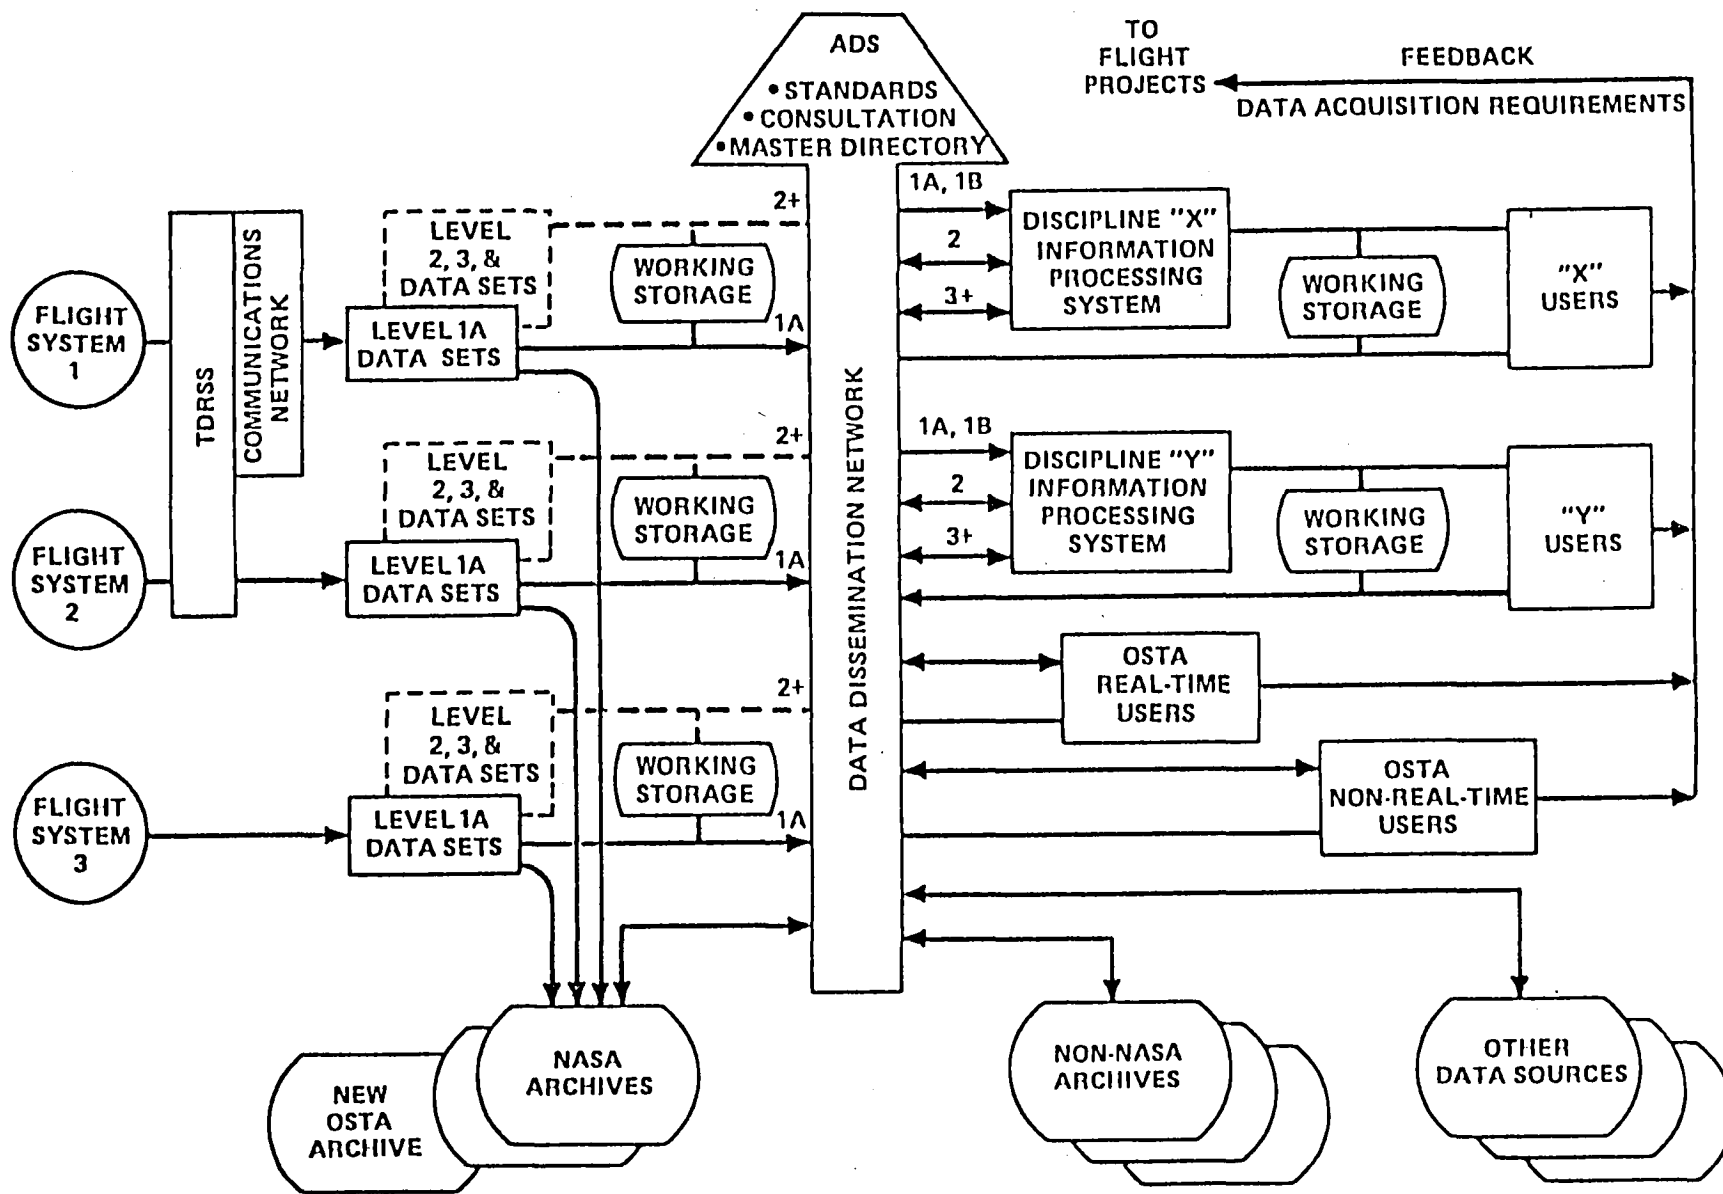 ADS
• STANDARDS
• CONSULTATION
• MASTER DIRECTORY
TO
FLIGHT
PROJECTS
FEEDBACK
DATA ACQUISITION REQUIREMENTS
FLIGHT
SYSTEM
1
TDRSS
COMMUNICATIONS
NETWORK
LEVEL
2, 3, &
DATA SETS
LEVEL 1A
DATA SETS
2+
WORKING
STORAGE
1A
DATA DISSEMINATION NETWORK
1A, 1B
2
3+
DISCIPLINE "X"
INFORMATION
PROCESSING
SYSTEM
WORKING
STORAGE
"X"
USERS
FLIGHT
SYSTEM
2
LEVEL
2, 3, &
DATA SETS
LEVEL 1A
DATA SETS
2+
WORKING
STORAGE
1A
1A, 1B
2
3+
DISCIPLINE "Y"
INFORMATION
PROCESSING
SYSTEM
WORKING
STORAGE
"Y"
USERS
OSTA
REAL-TIME
USERS
FLIGHT
SYSTEM
3
LEVEL
2, 3, &
DATA SETS
LEVEL 1A
DATA SETS
2+
WORKING
STORAGE
1A
OSTA
NON-REAL-TIME
USERS
NEW
OSTA
ARCHIVE
NASA
ARCHIVES
NON-NASA
ARCHIVES
OTHER
DATA SOURCES